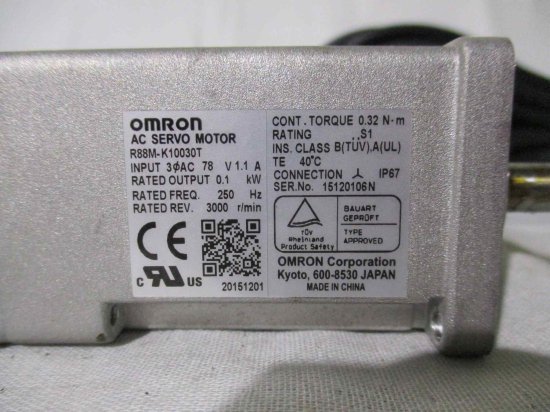 OMRON
AC SERVO MOTOR
R88M-K10030T
INPUT 3ϕAC 78 V 1.1 A
RATED OUTPUT 0.1 kW
RATED FREQ. 250 Hz
RATED REV. 3000 r/min
CE
C UL US
20151201
CONT. TORQUE 0.32 N·m
RATING ,,S1
INS. CLASS B(TÜV),A(UL)
TE 40°C
CONNECTION 人 IP67
SER.No. 15120106N
TÜV
Rheinland
Product Safety
BAUART
GEPRÜFT
TYPE
APPROVED
OMRON Corporation
Kyoto, 600-8530 JAPAN
MADE IN CHINA